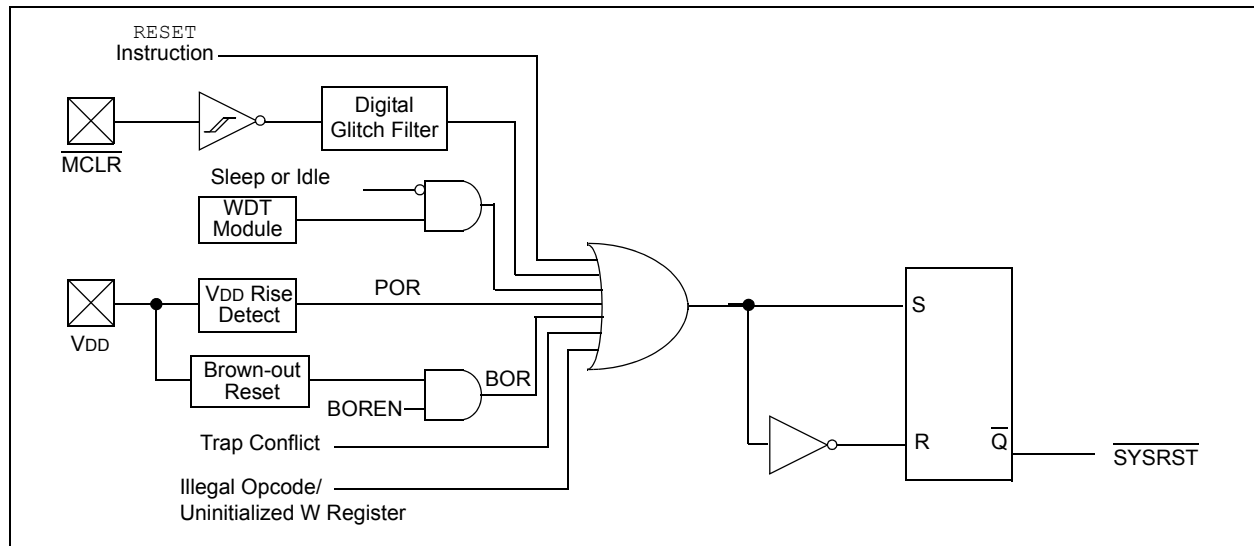 RESET
Instruction
Digital
Glitch Filter
MCLR
Sleep or Idle
WDT
Module
VDD Rise
Detect
POR
VDD
Brown-out
Reset
BOR
BOREN
Trap Conflict
Illegal Opcode/
Uninitialized W Register
S
R
Q
SYSRST